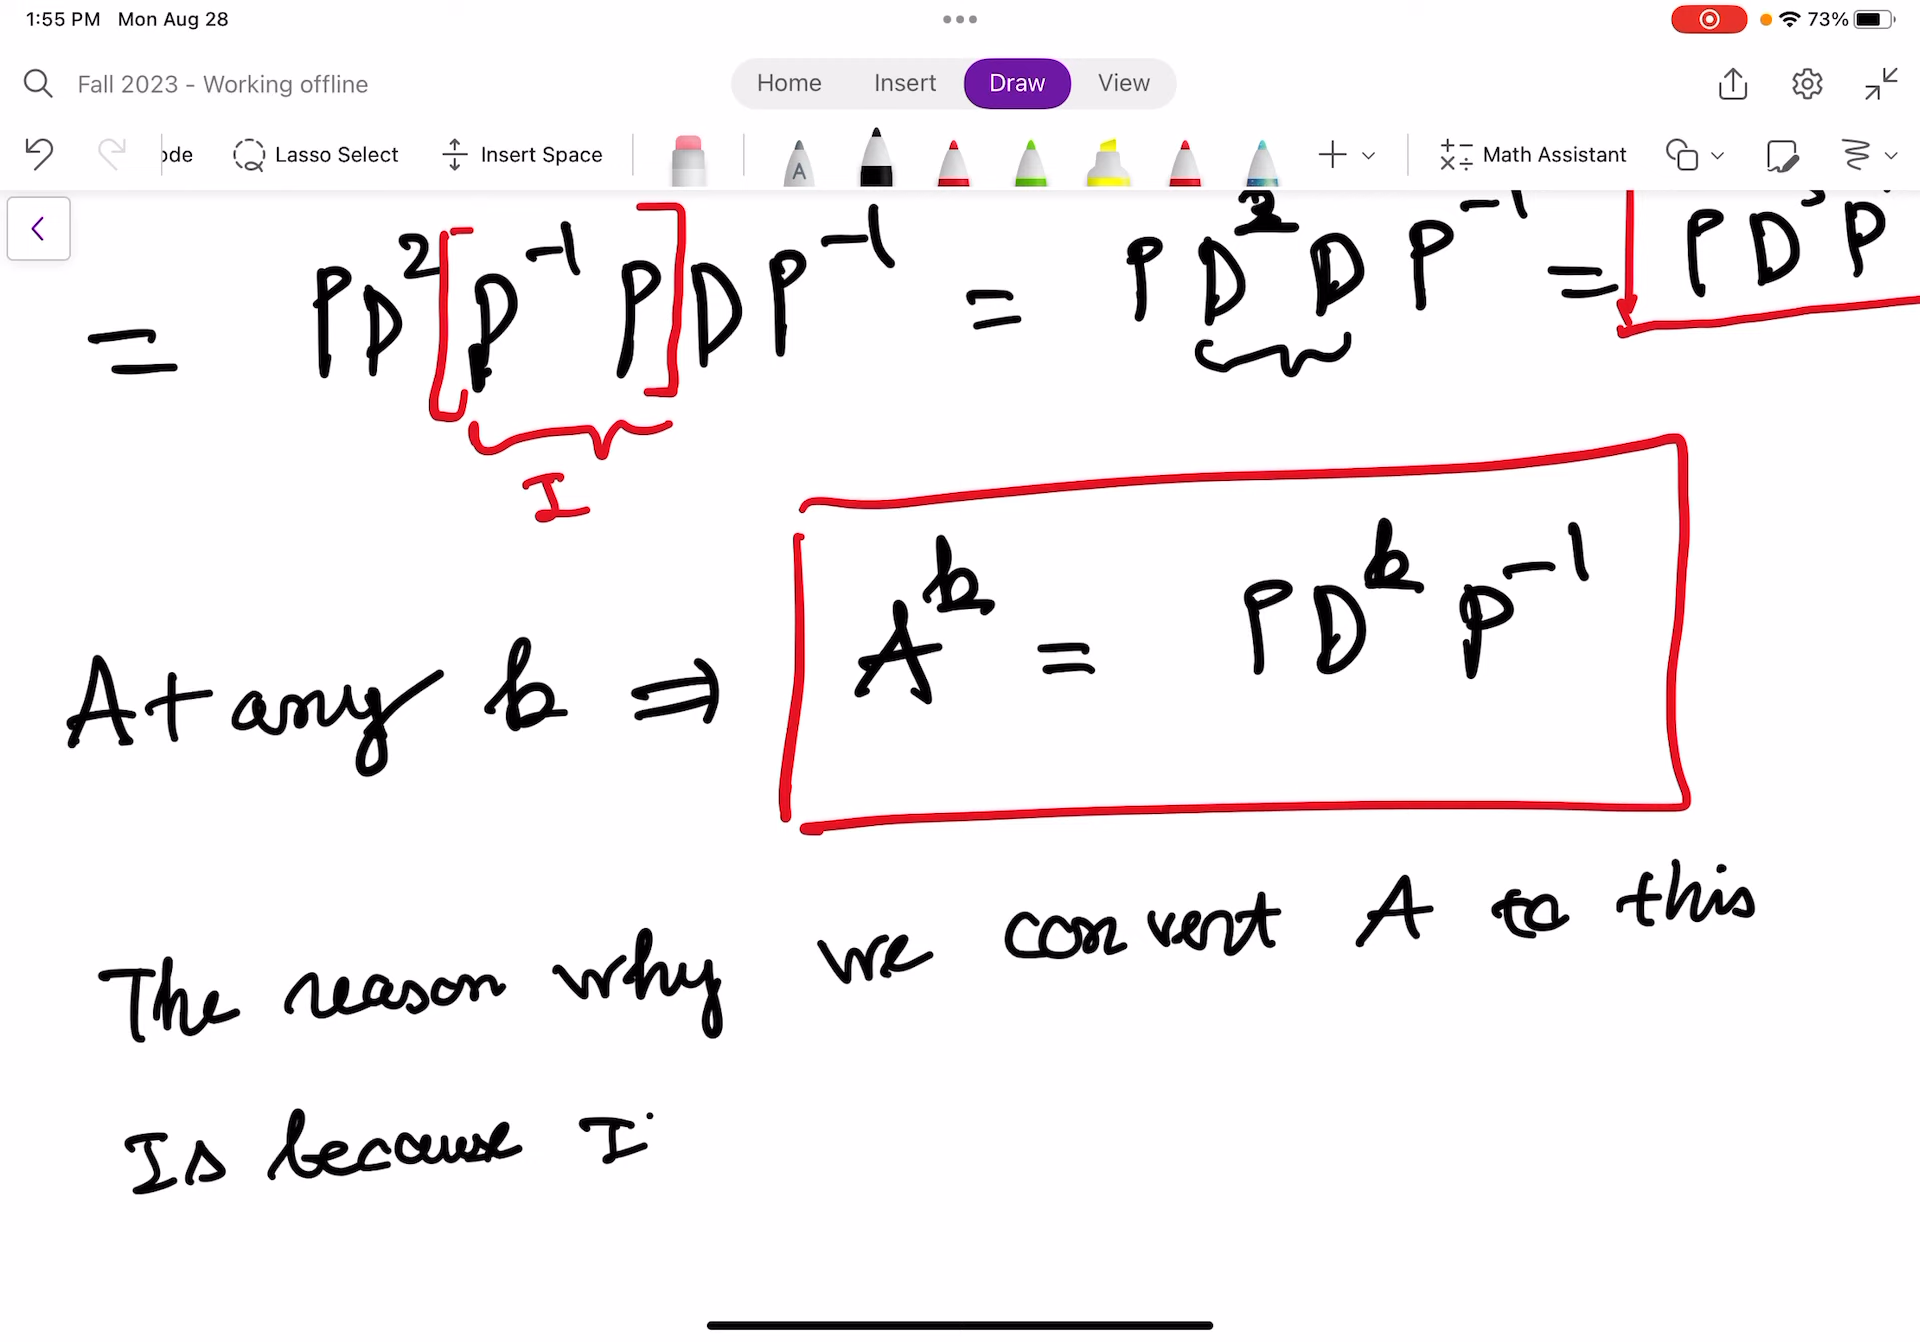 1:55 PM Mon Aug 28
73%
Fall 2023 - Working offline
Home Insert Draw View
ode Lasso Select Insert Space A Math Assistant
= PD²[P⁻¹ P]DP⁻¹ = PD²DP⁻¹ = PD³P
I
At any k ⇒ Aᵏ = PDᵏP⁻¹
The reason why we convert A to this
Is because I